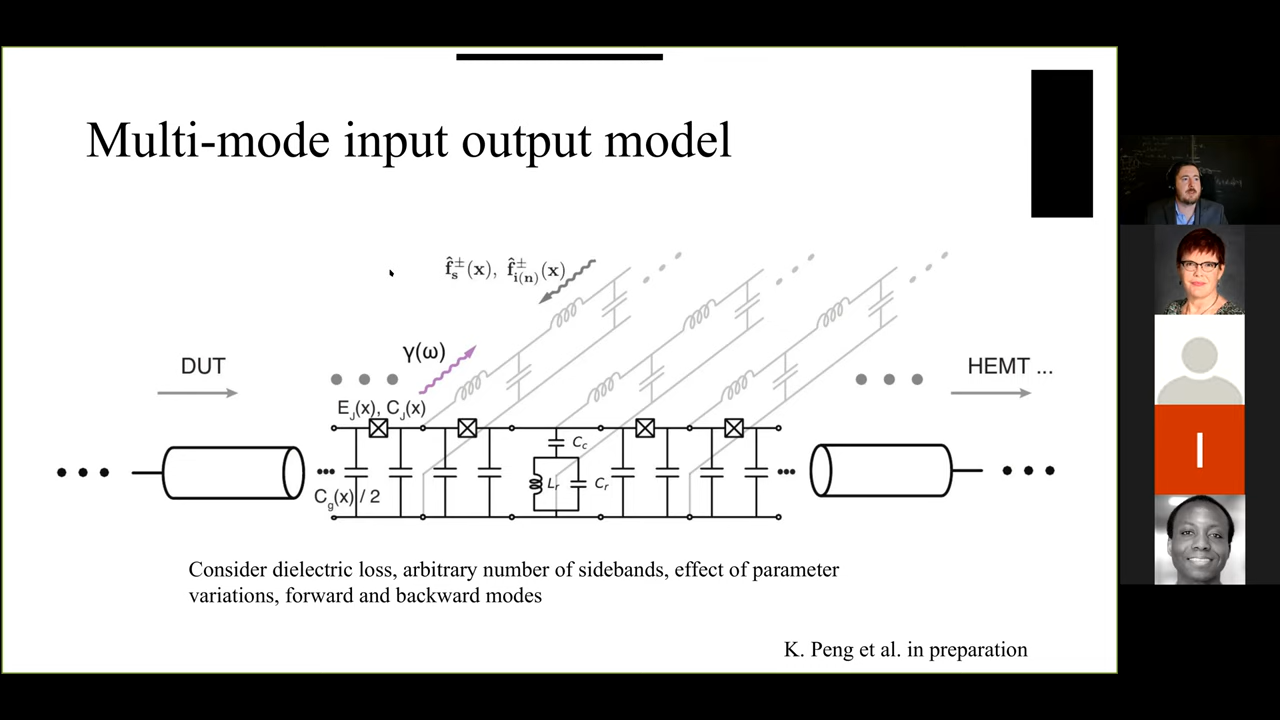 Multi-mode input output model
f̂s±(x), f̂i(n)±(x)
γ(ω)
DUT
HEMT ...
EJ(x), CJ(x)
Cc
Lr
Cr
Cg(x) / 2
Consider dielectric loss, arbitrary number of sidebands, effect of parameter
variations, forward and backward modes
K. Peng et al. in preparation
I